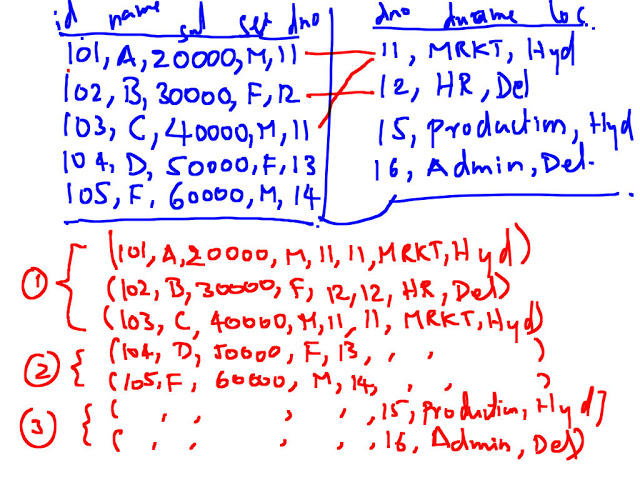 id name sal sex dno
101, A, 20000, M, 11
102, B, 30000, F, 12
103, C, 40000, M, 11
104, D, 50000, F, 13
105, F, 60000, M, 14
dno dname loc
11, MRKT, Hyd
12, HR, Del
15, production, Hyd
16, Admin, Del.
① (101, A, 20000, M, 11, 11, MRKT, Hyd)
(102, B, 30000, F, 12, 12, HR, Del)
(103, C, 40000, M, 11, 11, MRKT, Hyd)
② (104, D, 50000, F, 13, , , )
(105, F, 60000, M, 14, , , )
③ ( , , , , , 15, production, Hyd)
( , , , , , 16, Admin, Del)